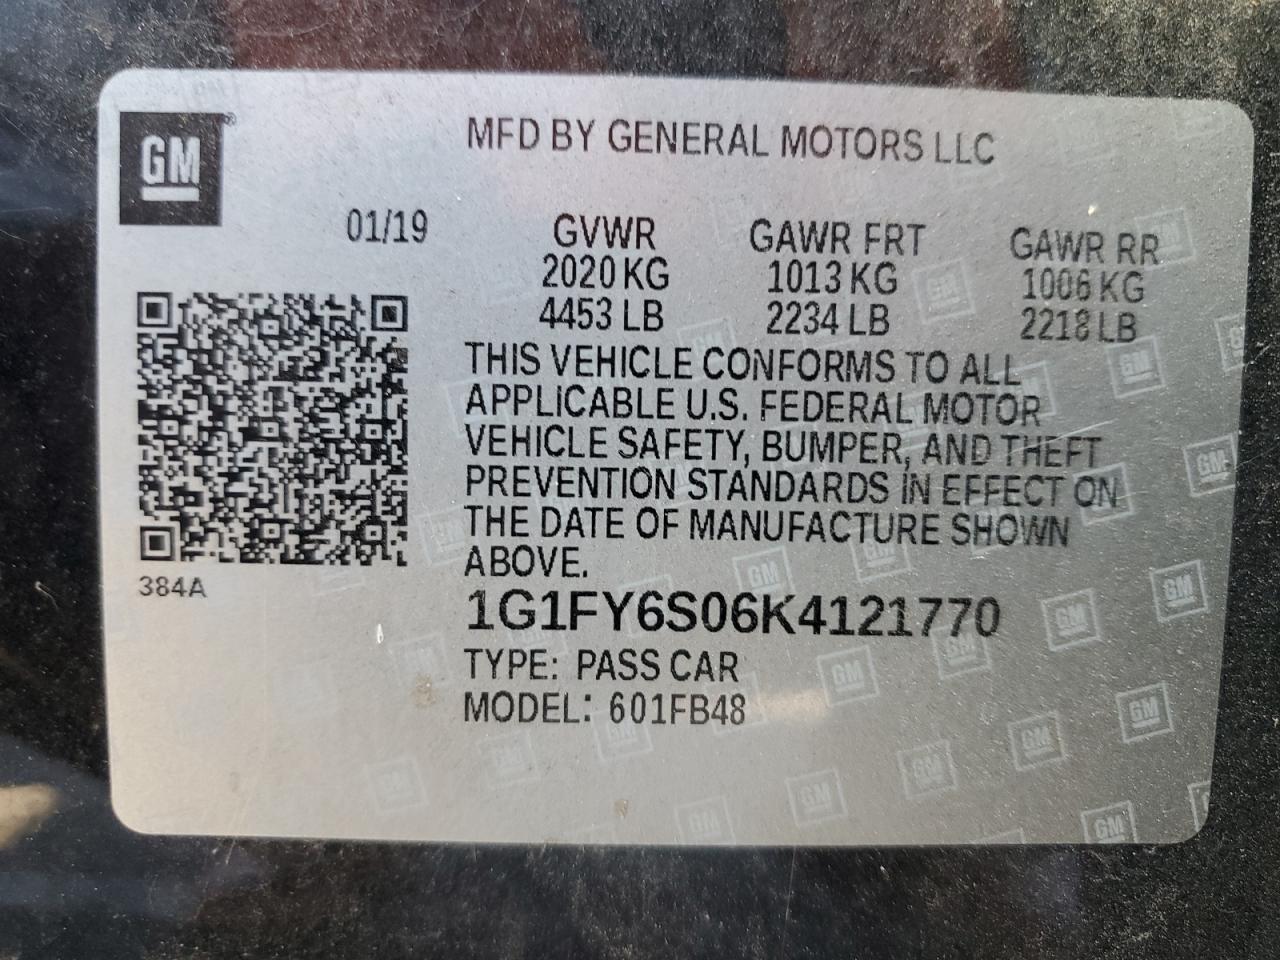 GM®
MFD BY GENERAL MOTORS LLC
01/19
GVWR
2020 KG
4453 LB
GAWR FRT
1013 KG
2234 LB
GAWR RR
1006 KG
2218 LB
THIS VEHICLE CONFORMS TO ALL
APPLICABLE U.S. FEDERAL MOTOR
VEHICLE SAFETY, BUMPER, AND THEFT
PREVENTION STANDARDS IN EFFECT ON
THE DATE OF MANUFACTURE SHOWN
ABOVE.
384A
1G1FY6S06K4121770
TYPE: PASS CAR
MODEL: 601FB48